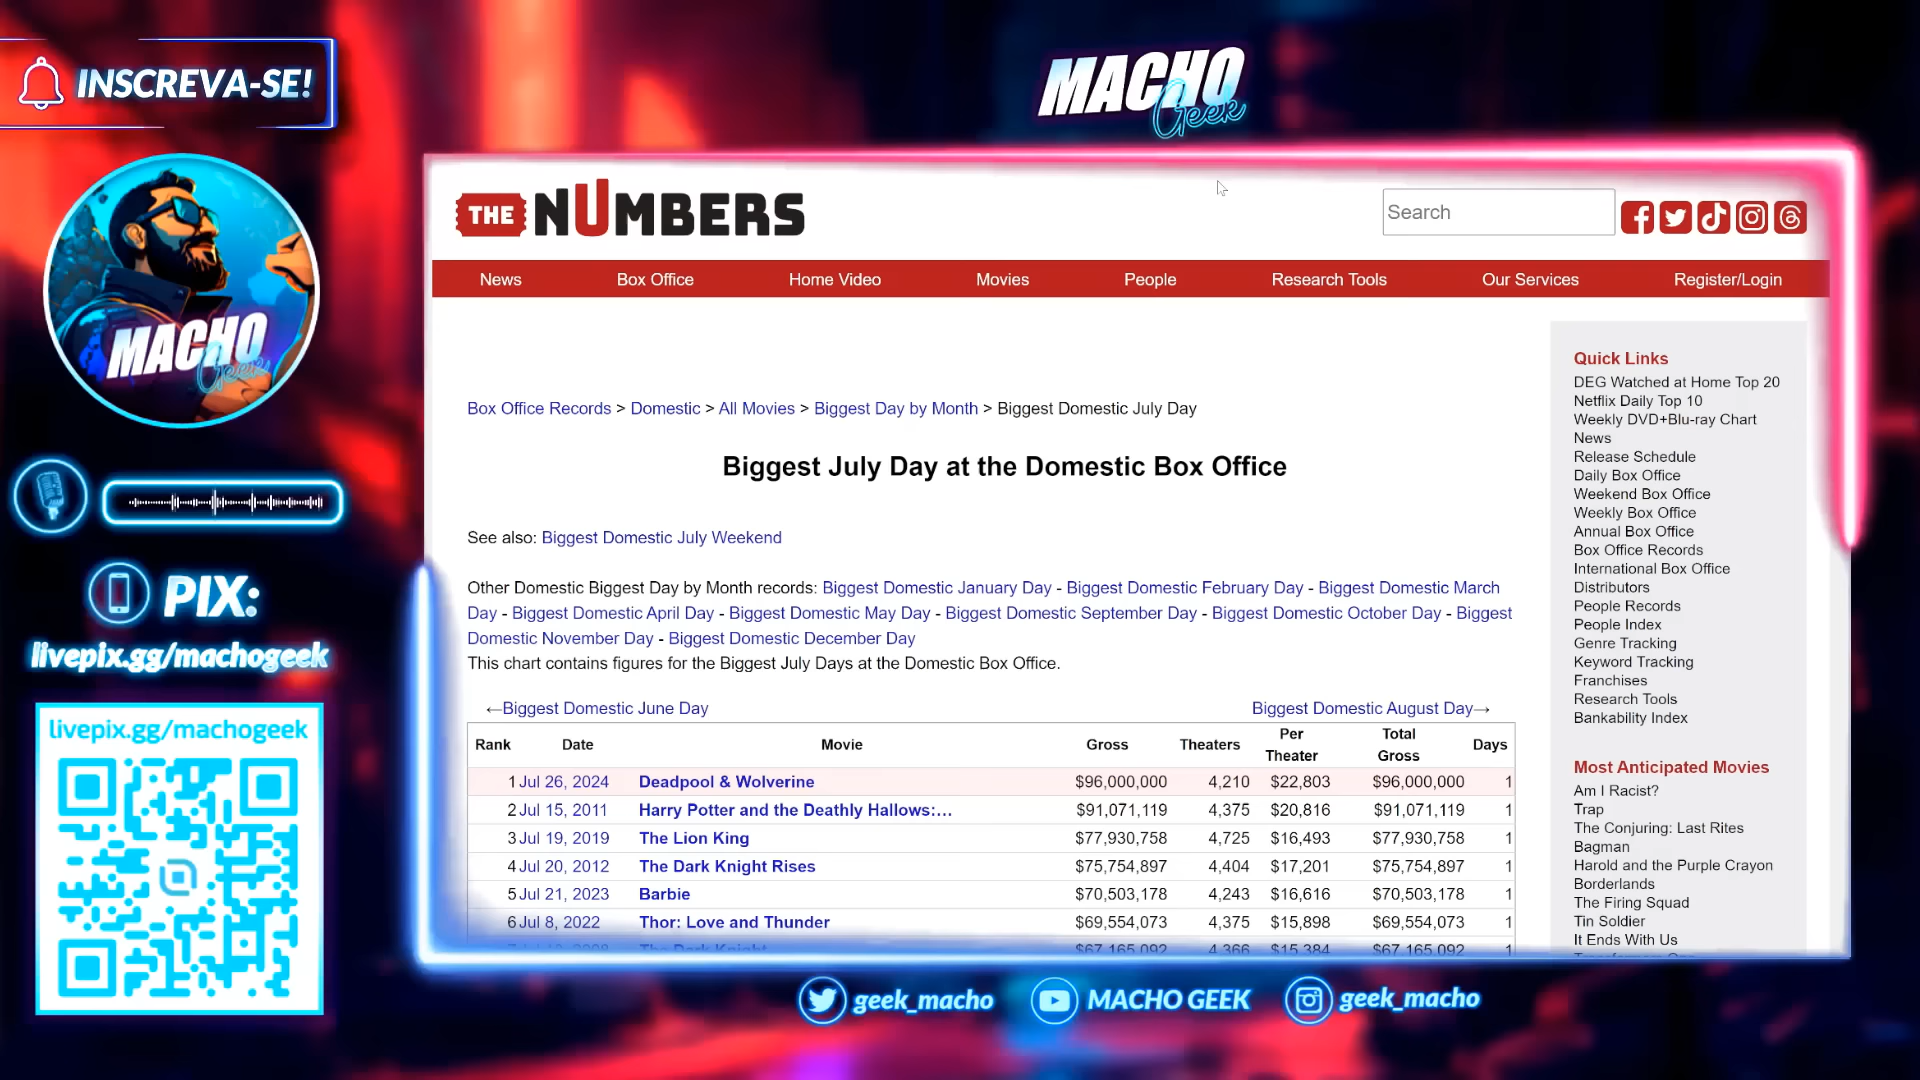 INSCREVA-SE!
MACHO
Geek
MACHO
Geek
PIX:
livepix.gg/machogeek
livepix.gg/machogeek
THE NUMBERS
Search
News Box Office Home Video Movies People Research Tools Our Services Register/Login
Box Office Records > Domestic > All Movies > Biggest Day by Month > Biggest Domestic July Day
Biggest July Day at the Domestic Box Office
See also: Biggest Domestic July Weekend
Other Domestic Biggest Day by Month records: Biggest Domestic January Day - Biggest Domestic February Day - Biggest Domestic March
Day - Biggest Domestic April Day - Biggest Domestic May Day - Biggest Domestic September Day - Biggest Domestic October Day - Biggest
Domestic November Day - Biggest Domestic December Day
This chart contains figures for the Biggest July Days at the Domestic Box Office.
←Biggest Domestic June Day Biggest Domestic August Day→
Rank Date Movie Gross Theaters Per Theater Total Gross Days
1 Jul 26, 2024 Deadpool & Wolverine $96,000,000 4,210 $22,803 $96,000,000 1
2 Jul 15, 2011 Harry Potter and the Deathly Hallows:… $91,071,119 4,375 $20,816 $91,071,119 1
3 Jul 19, 2019 The Lion King $77,930,758 4,725 $16,493 $77,930,758 1
4 Jul 20, 2012 The Dark Knight Rises $75,754,897 4,404 $17,201 $75,754,897 1
5 Jul 21, 2023 Barbie $70,503,178 4,243 $16,616 $70,503,178 1
6 Jul 8, 2022 Thor: Love and Thunder $69,554,073 4,375 $15,898 $69,554,073 1
The Dark Knight $67,165,092 4,366 $15,384 $67,165,092 1
Quick Links
DEG Watched at Home Top 20
Netflix Daily Top 10
Weekly DVD+Blu-ray Chart
News
Release Schedule
Daily Box Office
Weekend Box Office
Weekly Box Office
Annual Box Office
Box Office Records
International Box Office
Distributors
People Records
People Index
Genre Tracking
Keyword Tracking
Franchises
Research Tools
Bankability Index
Most Anticipated Movies
Am I Racist?
Trap
The Conjuring: Last Rites
Bagman
Harold and the Purple Crayon
Borderlands
The Firing Squad
Tin Soldier
It Ends With Us
geek_macho MACHO GEEK geek_macho